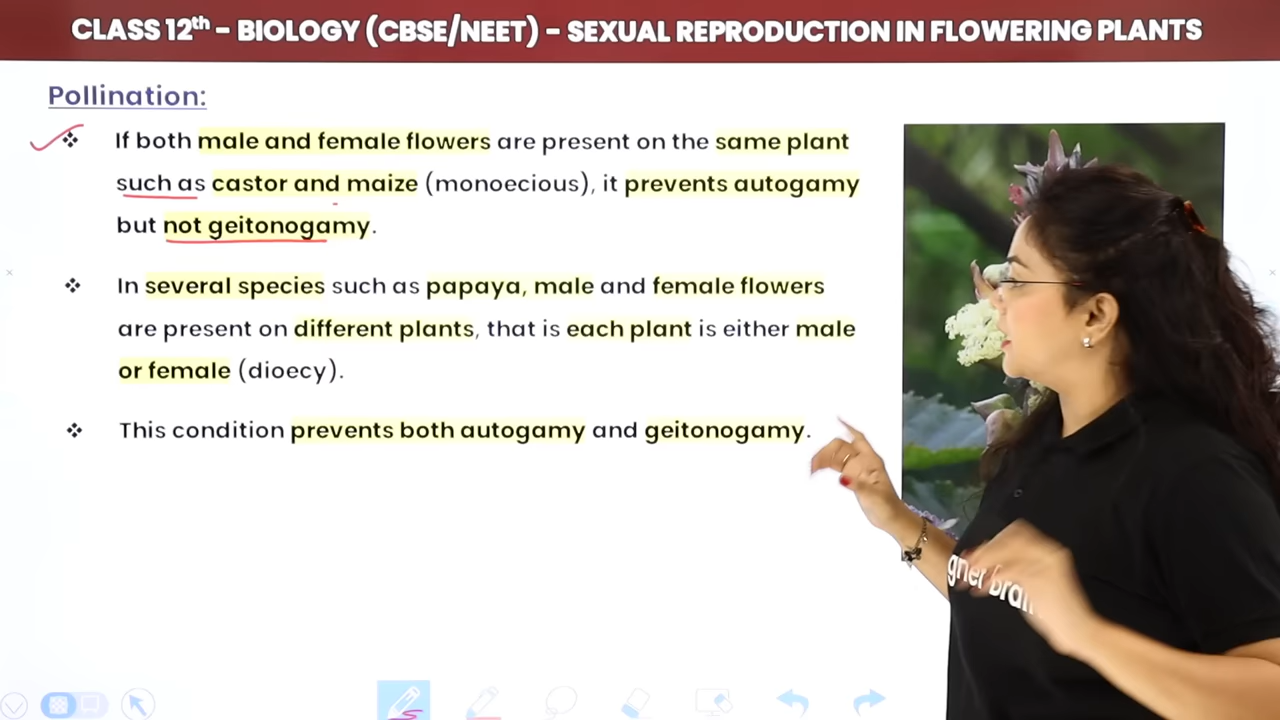 CLASS 12th – BIOLOGY (CBSE/NEET) – SEXUAL REPRODUCTION IN FLOWERING PLANTS
Pollination:
❖ If both male and female flowers are present on the same plant
such as castor and maize (monoecious), it prevents autogamy
but not geitonogamy.
❖ In several species such as papaya, male and female flowers
are present on different plants, that is each plant is either male
or female (dioecy).
❖ This condition prevents both autogamy and geitonogamy.